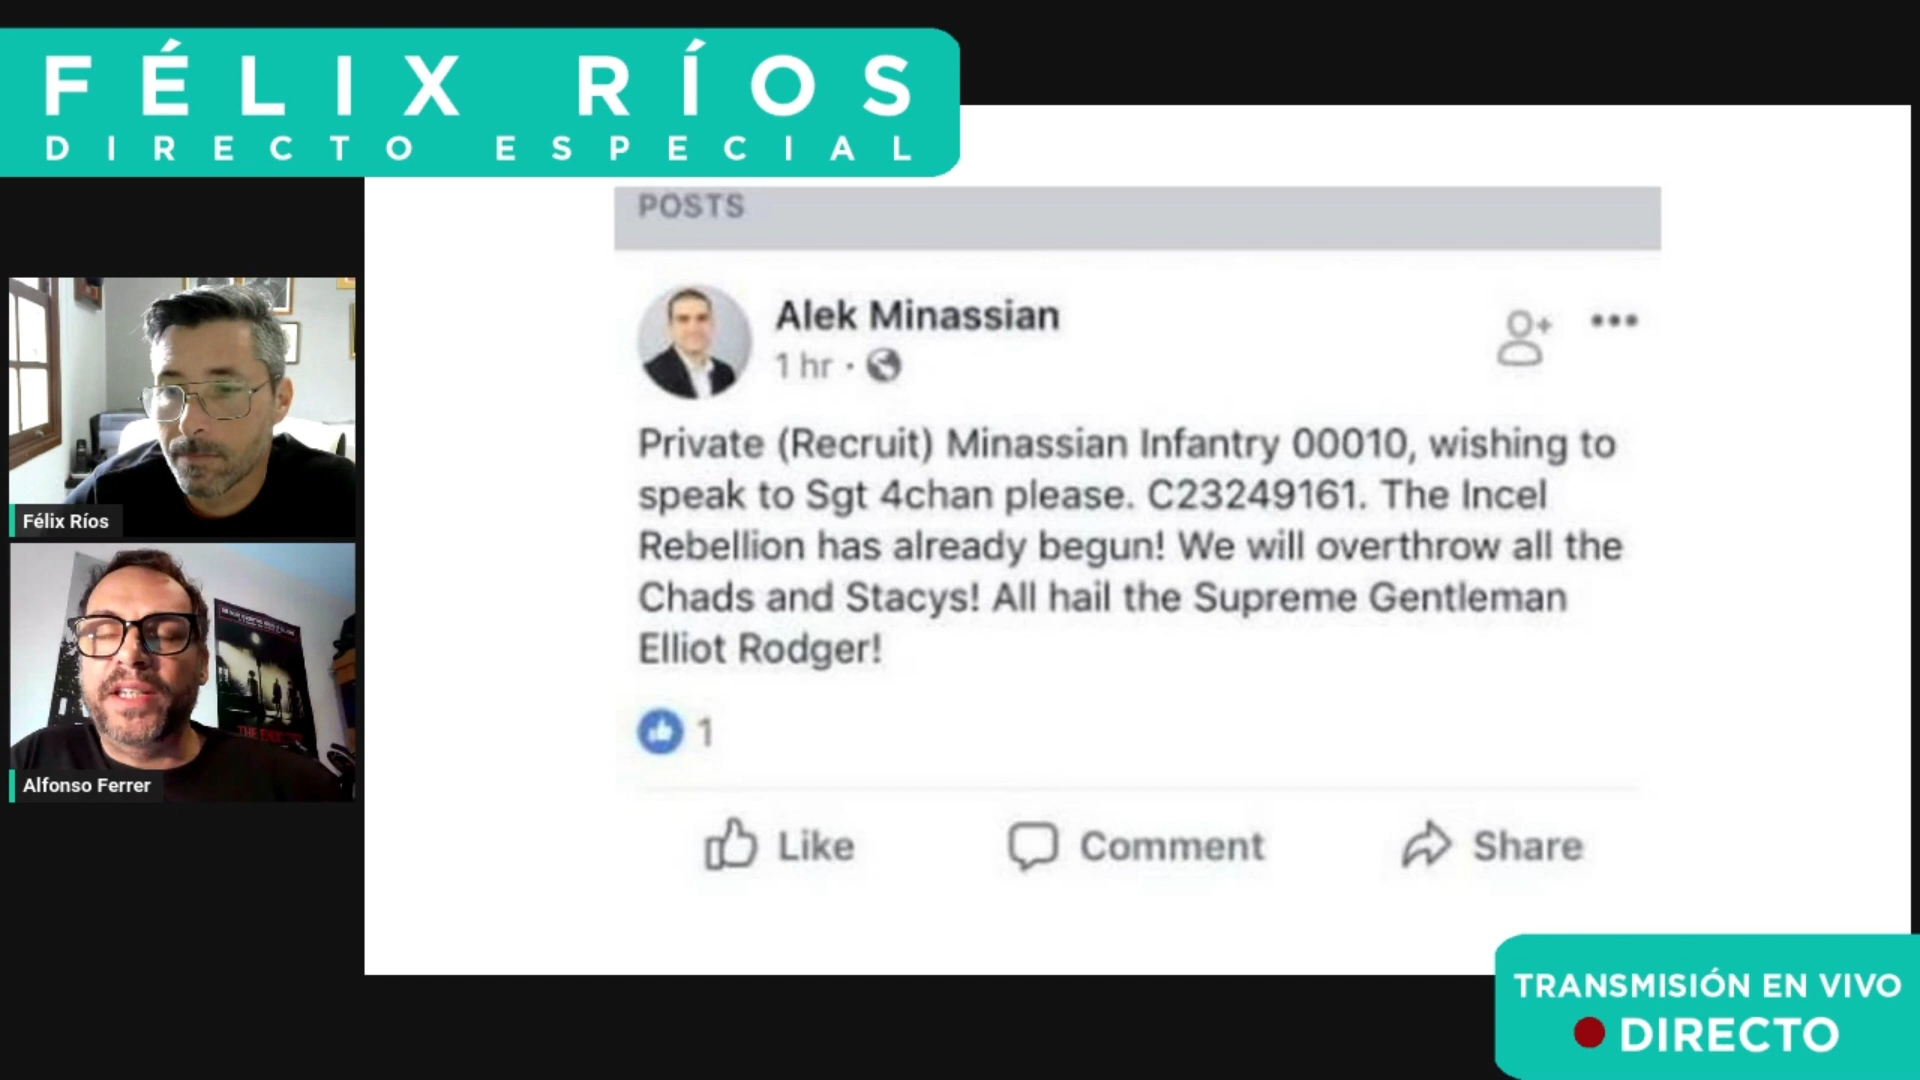 FÉLIX RÍOS
DIRECTO ESPECIAL
POSTS
Alek Minassian
1 hr ·
Private (Recruit) Minassian Infantry 00010, wishing to
speak to Sgt 4chan please. C23249161. The Incel
Rebellion has already begun! We will overthrow all the
Chads and Stacys! All hail the Supreme Gentleman
Elliot Rodger!
1
Like
Comment
Share
Félix Ríos
Alfonso Ferrer
TRANSMISIÓN EN VIVO
DIRECTO